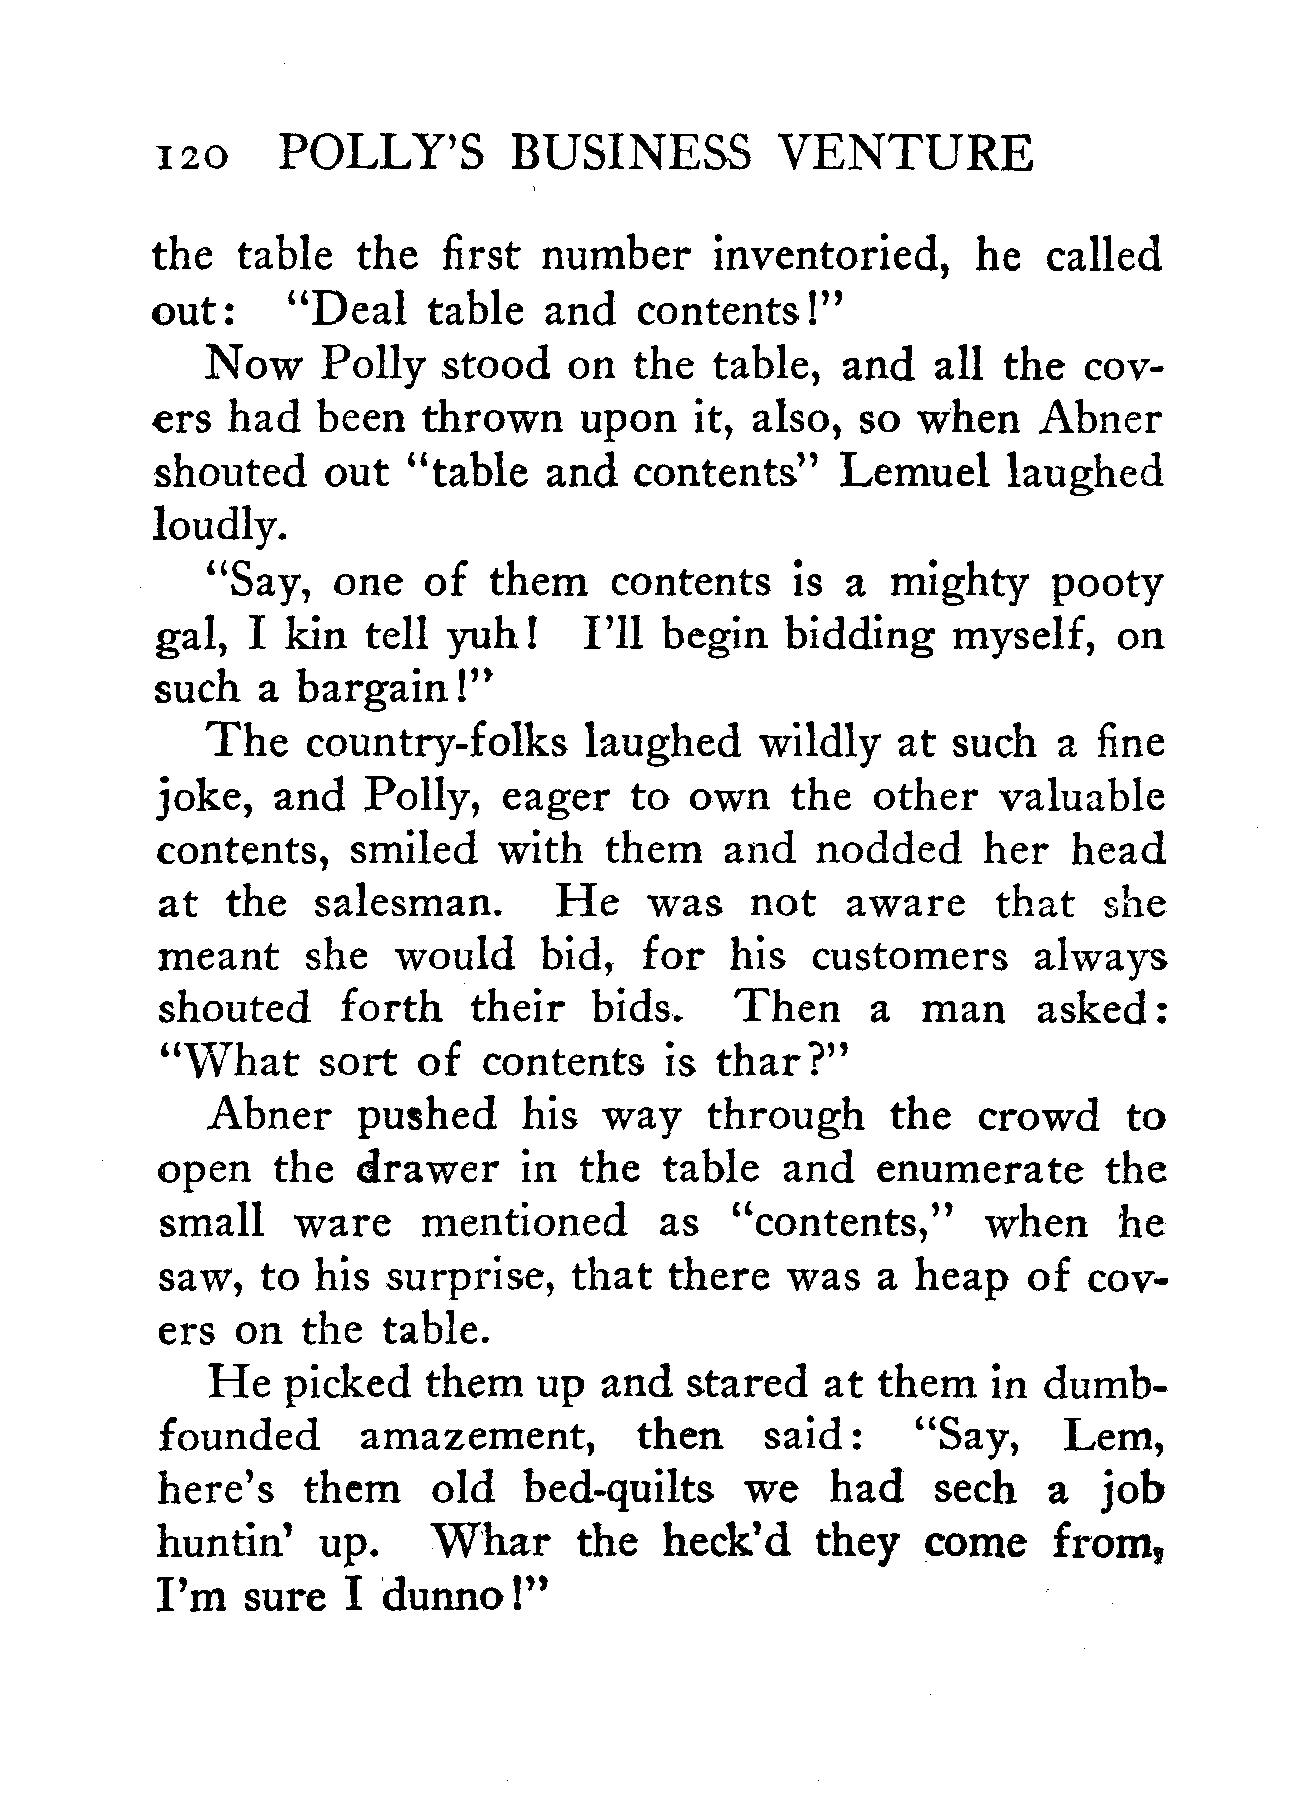 120 POLLY'S BUSINESS VENTURE
the table the first number inventoried, he called
out: "Deal table and contents!"
Now Polly stood on the table, and all the cov-
ers had been thrown upon it, also, so when Abner
shouted out "table and contents" Lemuel laughed
loudly.
"Say, one of them contents is a mighty pooty
gal, I kin tell yuh! I'll begin bidding myself, on
such a bargain!"
The country-folks laughed wildly at such a fine
joke, and Polly, eager to own the other valuable
contents, smiled with them and nodded her head
at the salesman. He was not aware that she
meant she would bid, for his customers always
shouted forth their bids. Then a man asked:
"What sort of contents is thar?"
Abner pushed his way through the crowd to
open the drawer in the table and enumerate the
small ware mentioned as "contents," when he
saw, to his surprise, that there was a heap of cov-
ers on the table.
He picked them up and stared at them in dumb-
founded amazement, then said: "Say, Lem,
here's them old bed-quilts we had sech a job
huntin' up. Whar the heck'd they come from,
I'm sure I dunno!"